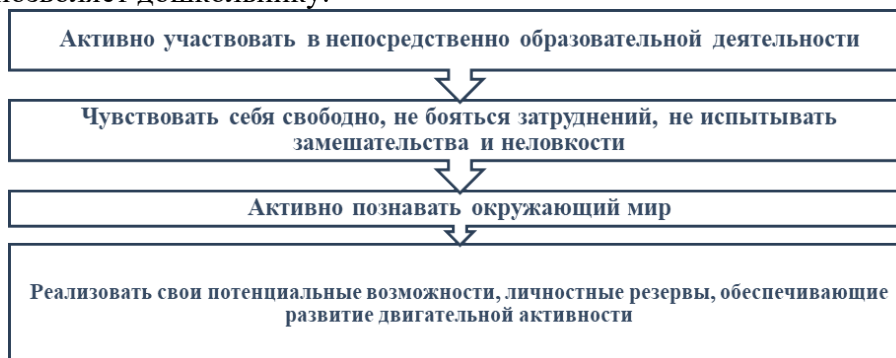 позволяет дошкольнику:
Активно участвовать в непосредственно образовательной деятельности
Чувствовать себя свободно, не бояться затруднений, не испытывать
замешательства и неловкости
Активно познавать окружающий мир
Реализовать свои потенциальные возможности, личностные резервы, обеспечивающие
развитие двигательной активности